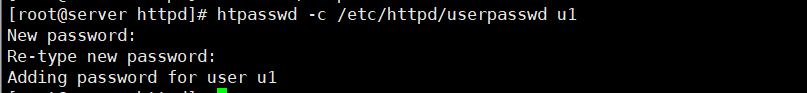 [root@server httpd]# htpasswd -c /etc/httpd/userpasswd u1
New password:
Re-type new password:
Adding password for user u1